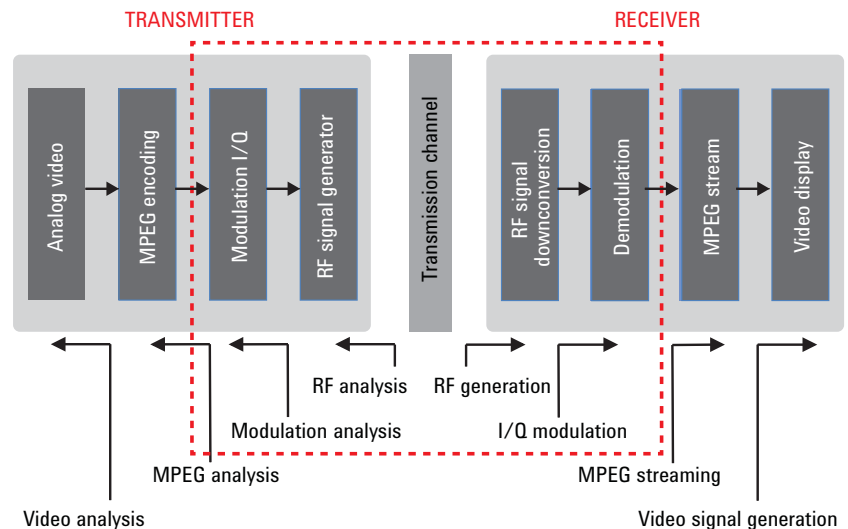 TRANSMITTER
RECEIVER
Analog video
MPEG encoding
Modulation I/Q
RF signal generator
Transmission channel
RF signal
downconversion
Demodulation
MPEG stream
Video display
RF analysis
RF generation
Modulation analysis
I/Q modulation
MPEG analysis
MPEG streaming
Video analysis
Video signal generation